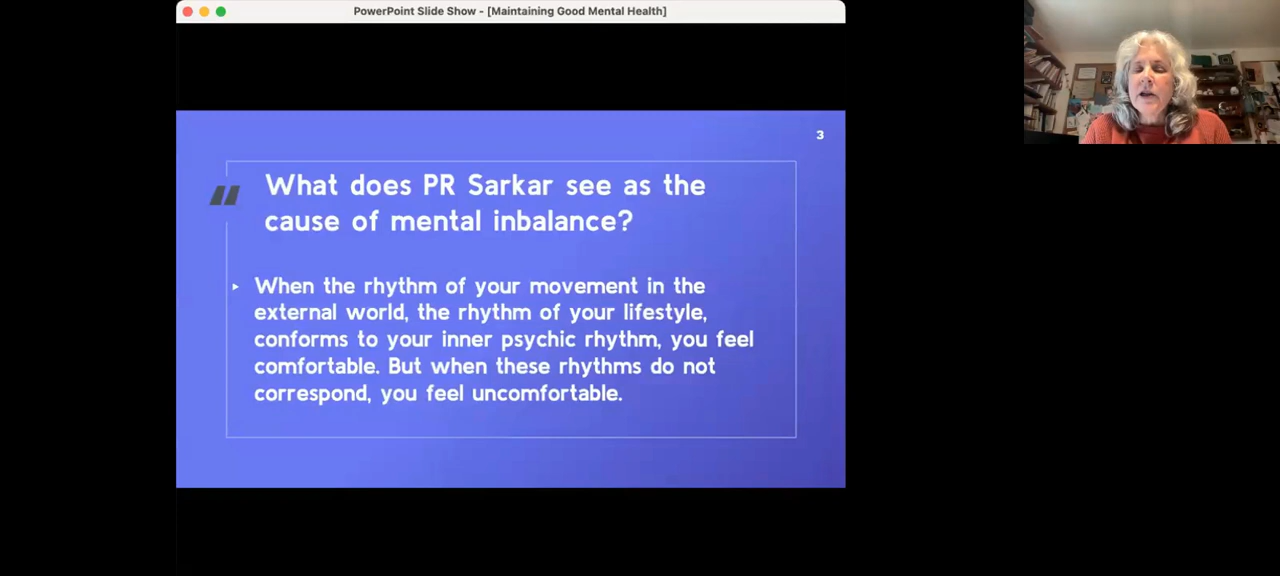 PowerPoint Slide Show - [Maintaining Good Mental Health]
3
“
What does PR Sarkar see as the
cause of mental inbalance?
‣ When the rhythm of your movement in the
external world, the rhythm of your lifestyle,
conforms to your inner psychic rhythm, you feel
comfortable. But when these rhythms do not
correspond, you feel uncomfortable.